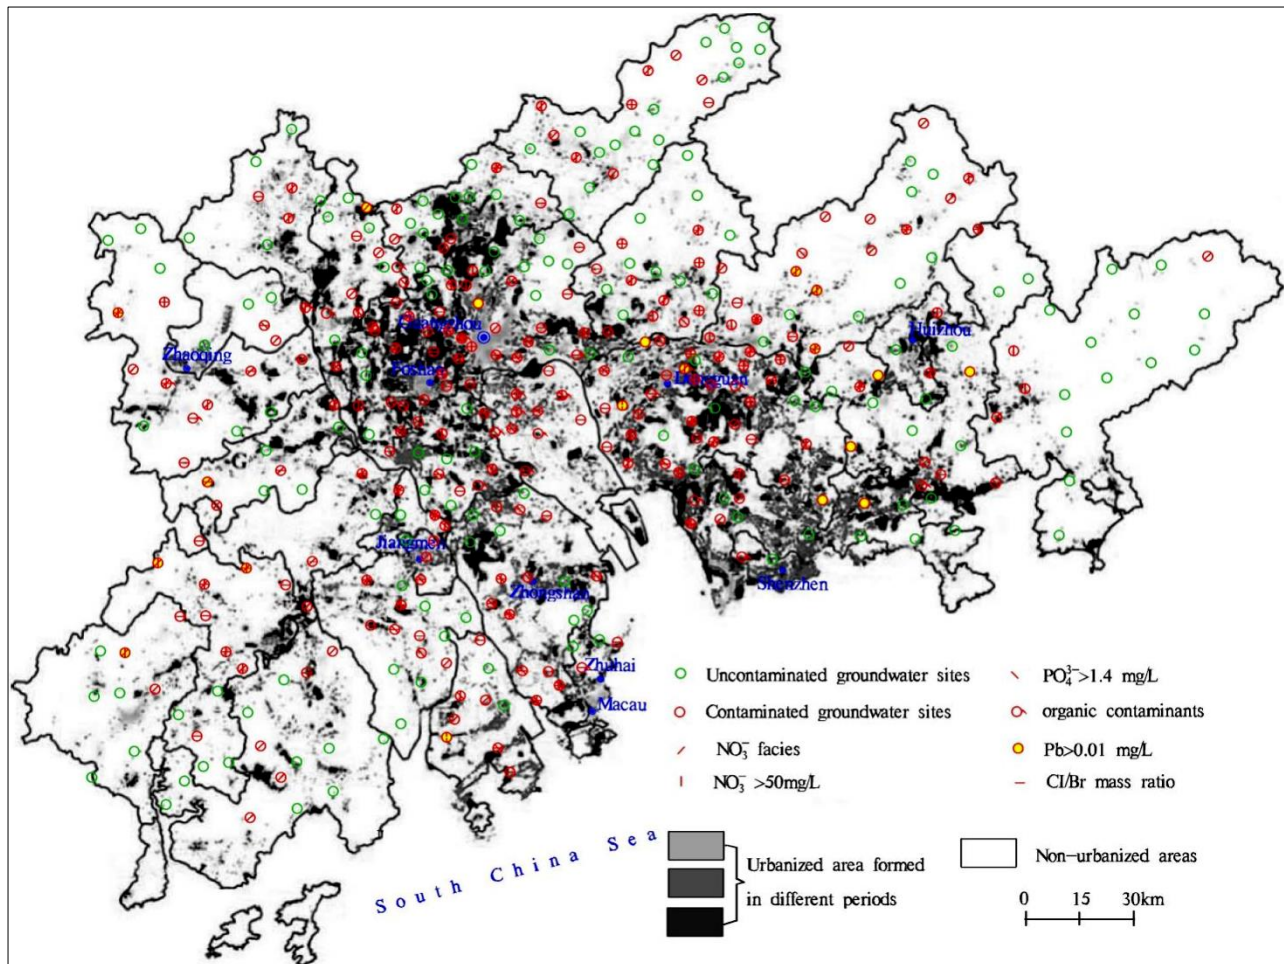 Huizhou
Guangzhou
Zhaoqing
Foshan
Dongguan
G
Jiangmen
Shenzhen
Zhongshan
Zhuhai
Macau
Uncontaminated groundwater sites
PO₄³⁻>1.4 mg/L
Contaminated groundwater sites
organic contaminants
NO₃⁻ facies
Pb>0.01 mg/L
NO₃⁻ >50mg/L
Cl/Br mass ratio
South China Sea
Urbanized area formed
in different periods
Non-urbanized areas
0 15 30km